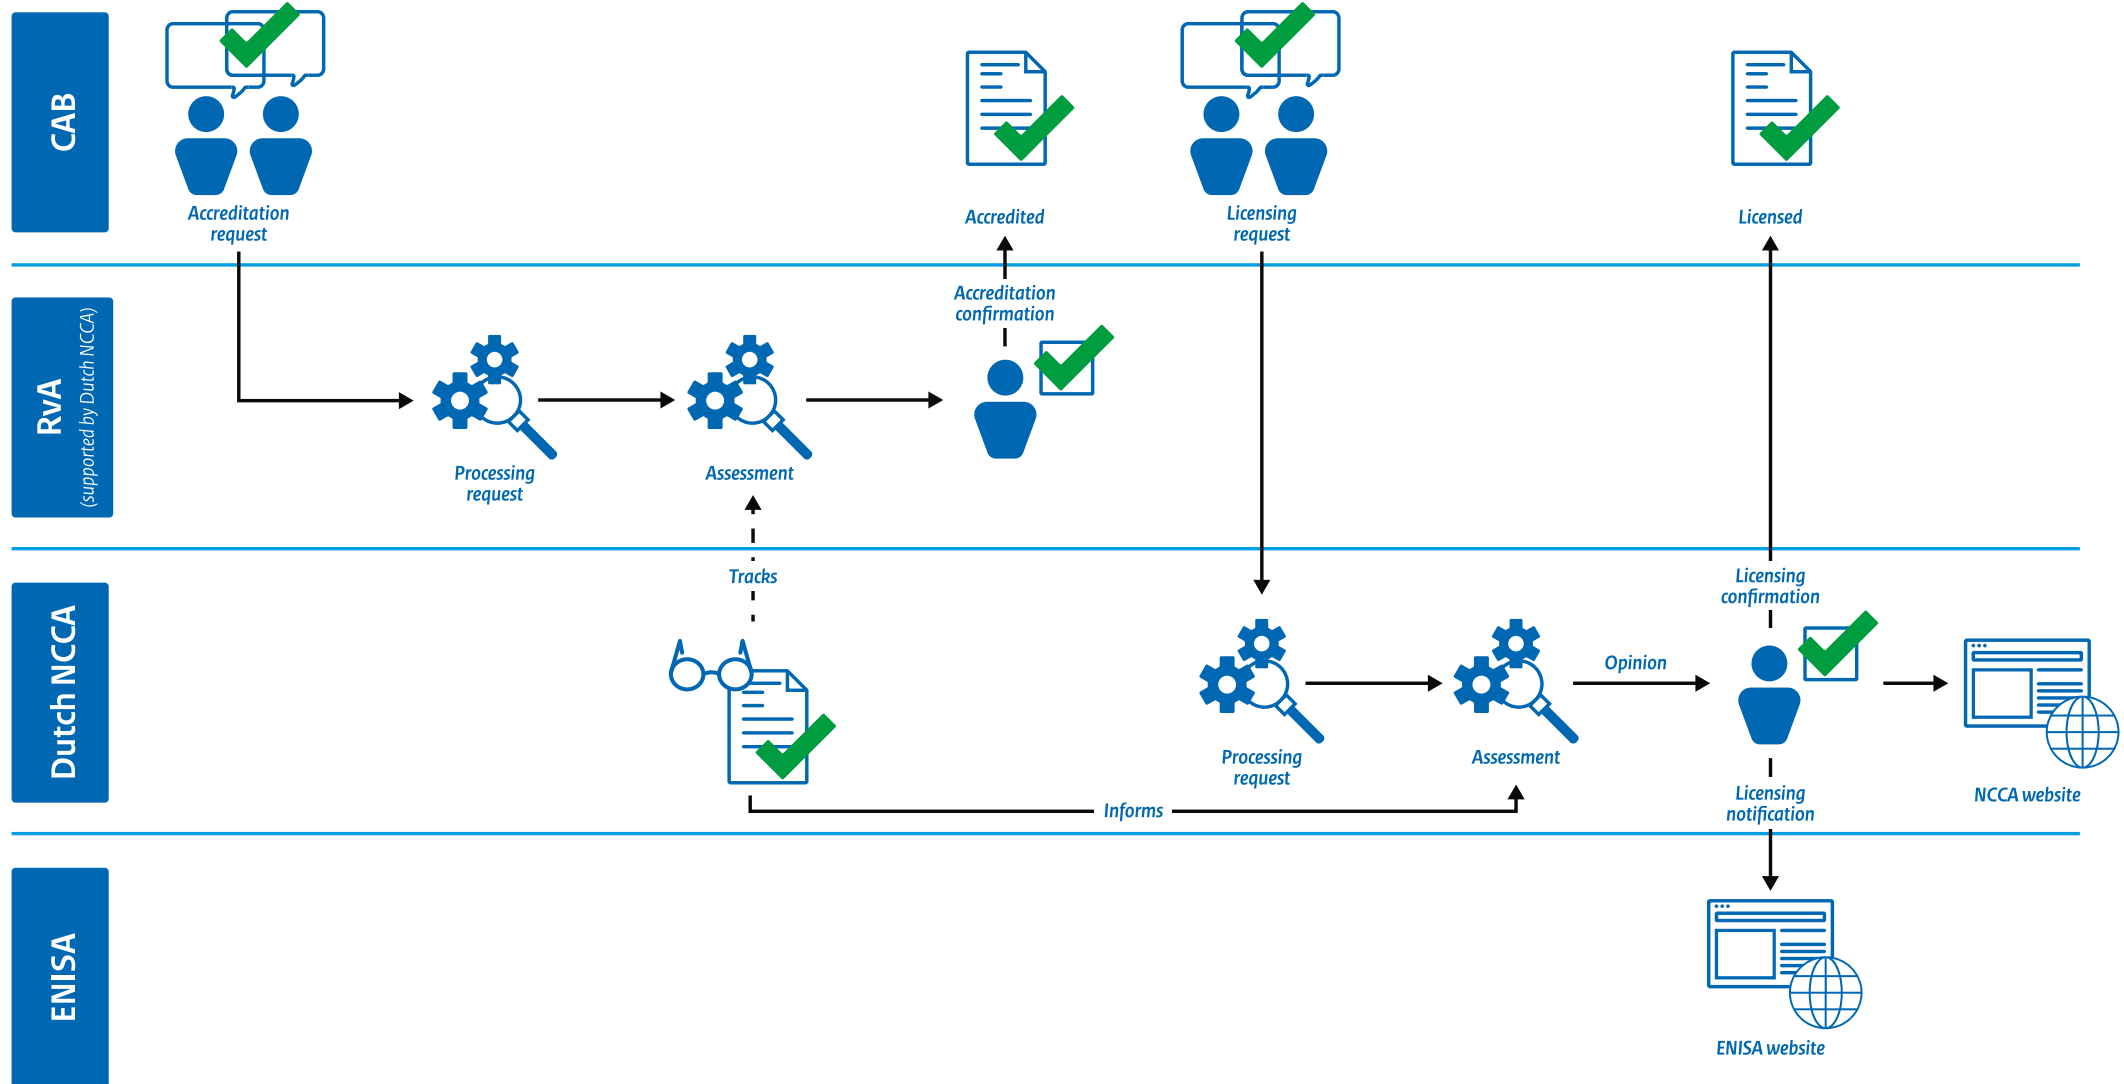 CAB
Accreditation
request
Accredited
Licensing
request
Licensed
RvA
(supported by Dutch NCCA)
Accreditation
confirmation
Processing
request
Assessment
Dutch NCCA
Tracks
Licensing
confirmation
Opinion
Processing
request
Assessment
Informs
Licensing
notification
NCCA website
ENISA
ENISA website